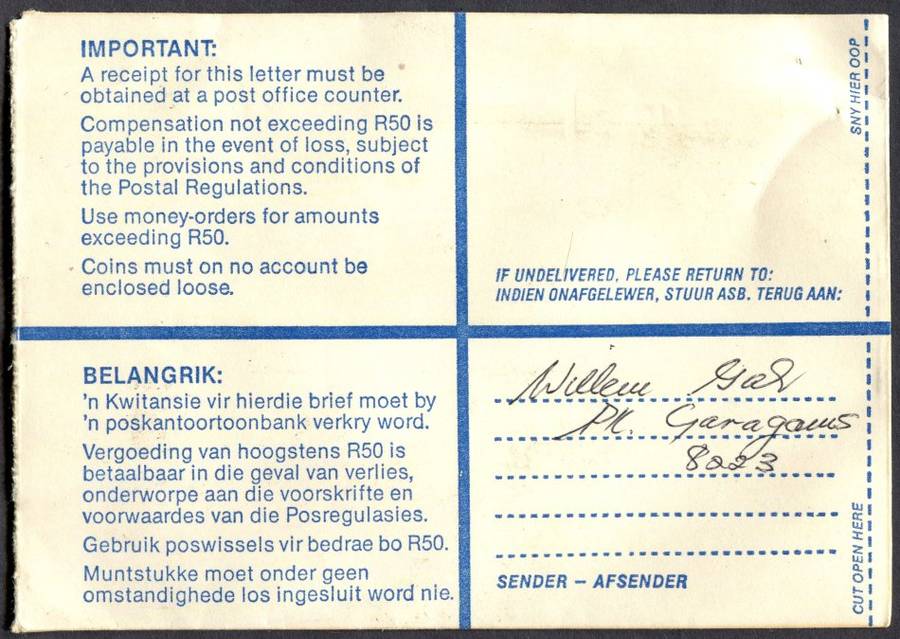 IMPORTANT:
A receipt for this letter must be
obtained at a post office counter.
Compensation not exceeding R50 is
payable in the event of loss, subject
to the provisions and conditions of
the Postal Regulations.
Use money-orders for amounts
exceeding R50.
Coins must on no account be
enclosed loose.
SNY HIER OOP
IF UNDELIVERED, PLEASE RETURN TO:
INDIEN ONAFGELEWER, STUUR ASB. TERUG AAN:
BELANGRIK:
'n Kwitansie vir hierdie brief moet by
'n poskantoortoonbank verkry word.
Vergoeding van hoogstens R50 is
betaalbaar in die geval van verlies,
onderworpe aan die voorskrifte en
voorwaardes van die Posregulasies.
Gebruik poswissels vir bedrae bo R50.
Muntstukke moet onder geen
omstandighede los ingesluit word nie.
Willem
PK. Garagams
8023
SENDER – AFSENDER
CUT OPEN HERE